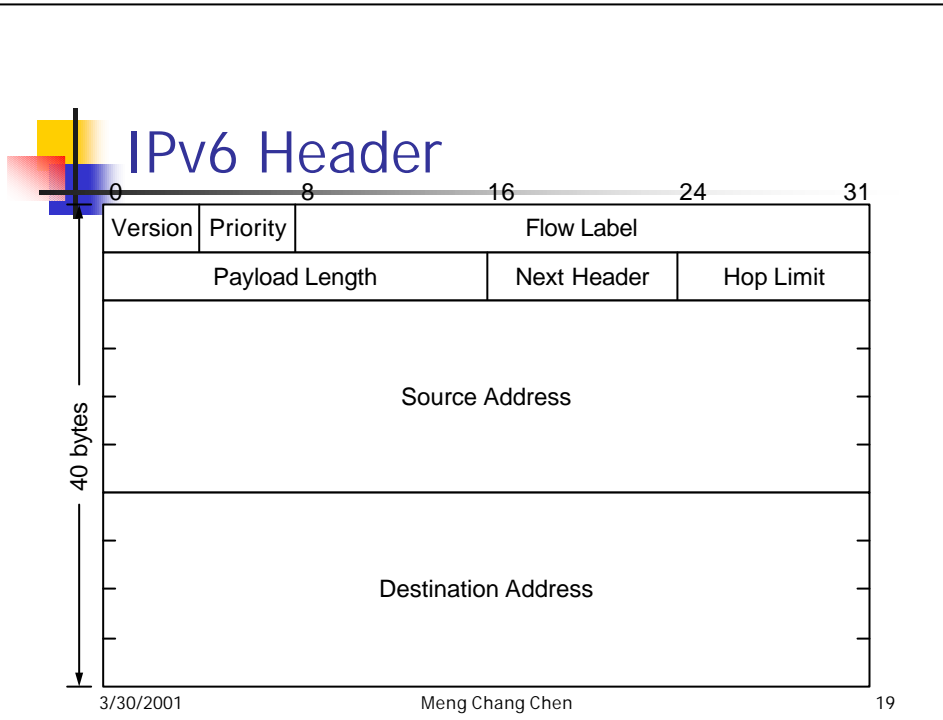 IPv6 Header
0 8 16 24 31
Version Priority Flow Label
Payload Length Next Header Hop Limit
Source Address
40 bytes
Destination Address
3/30/2001 Meng Chang Chen 19